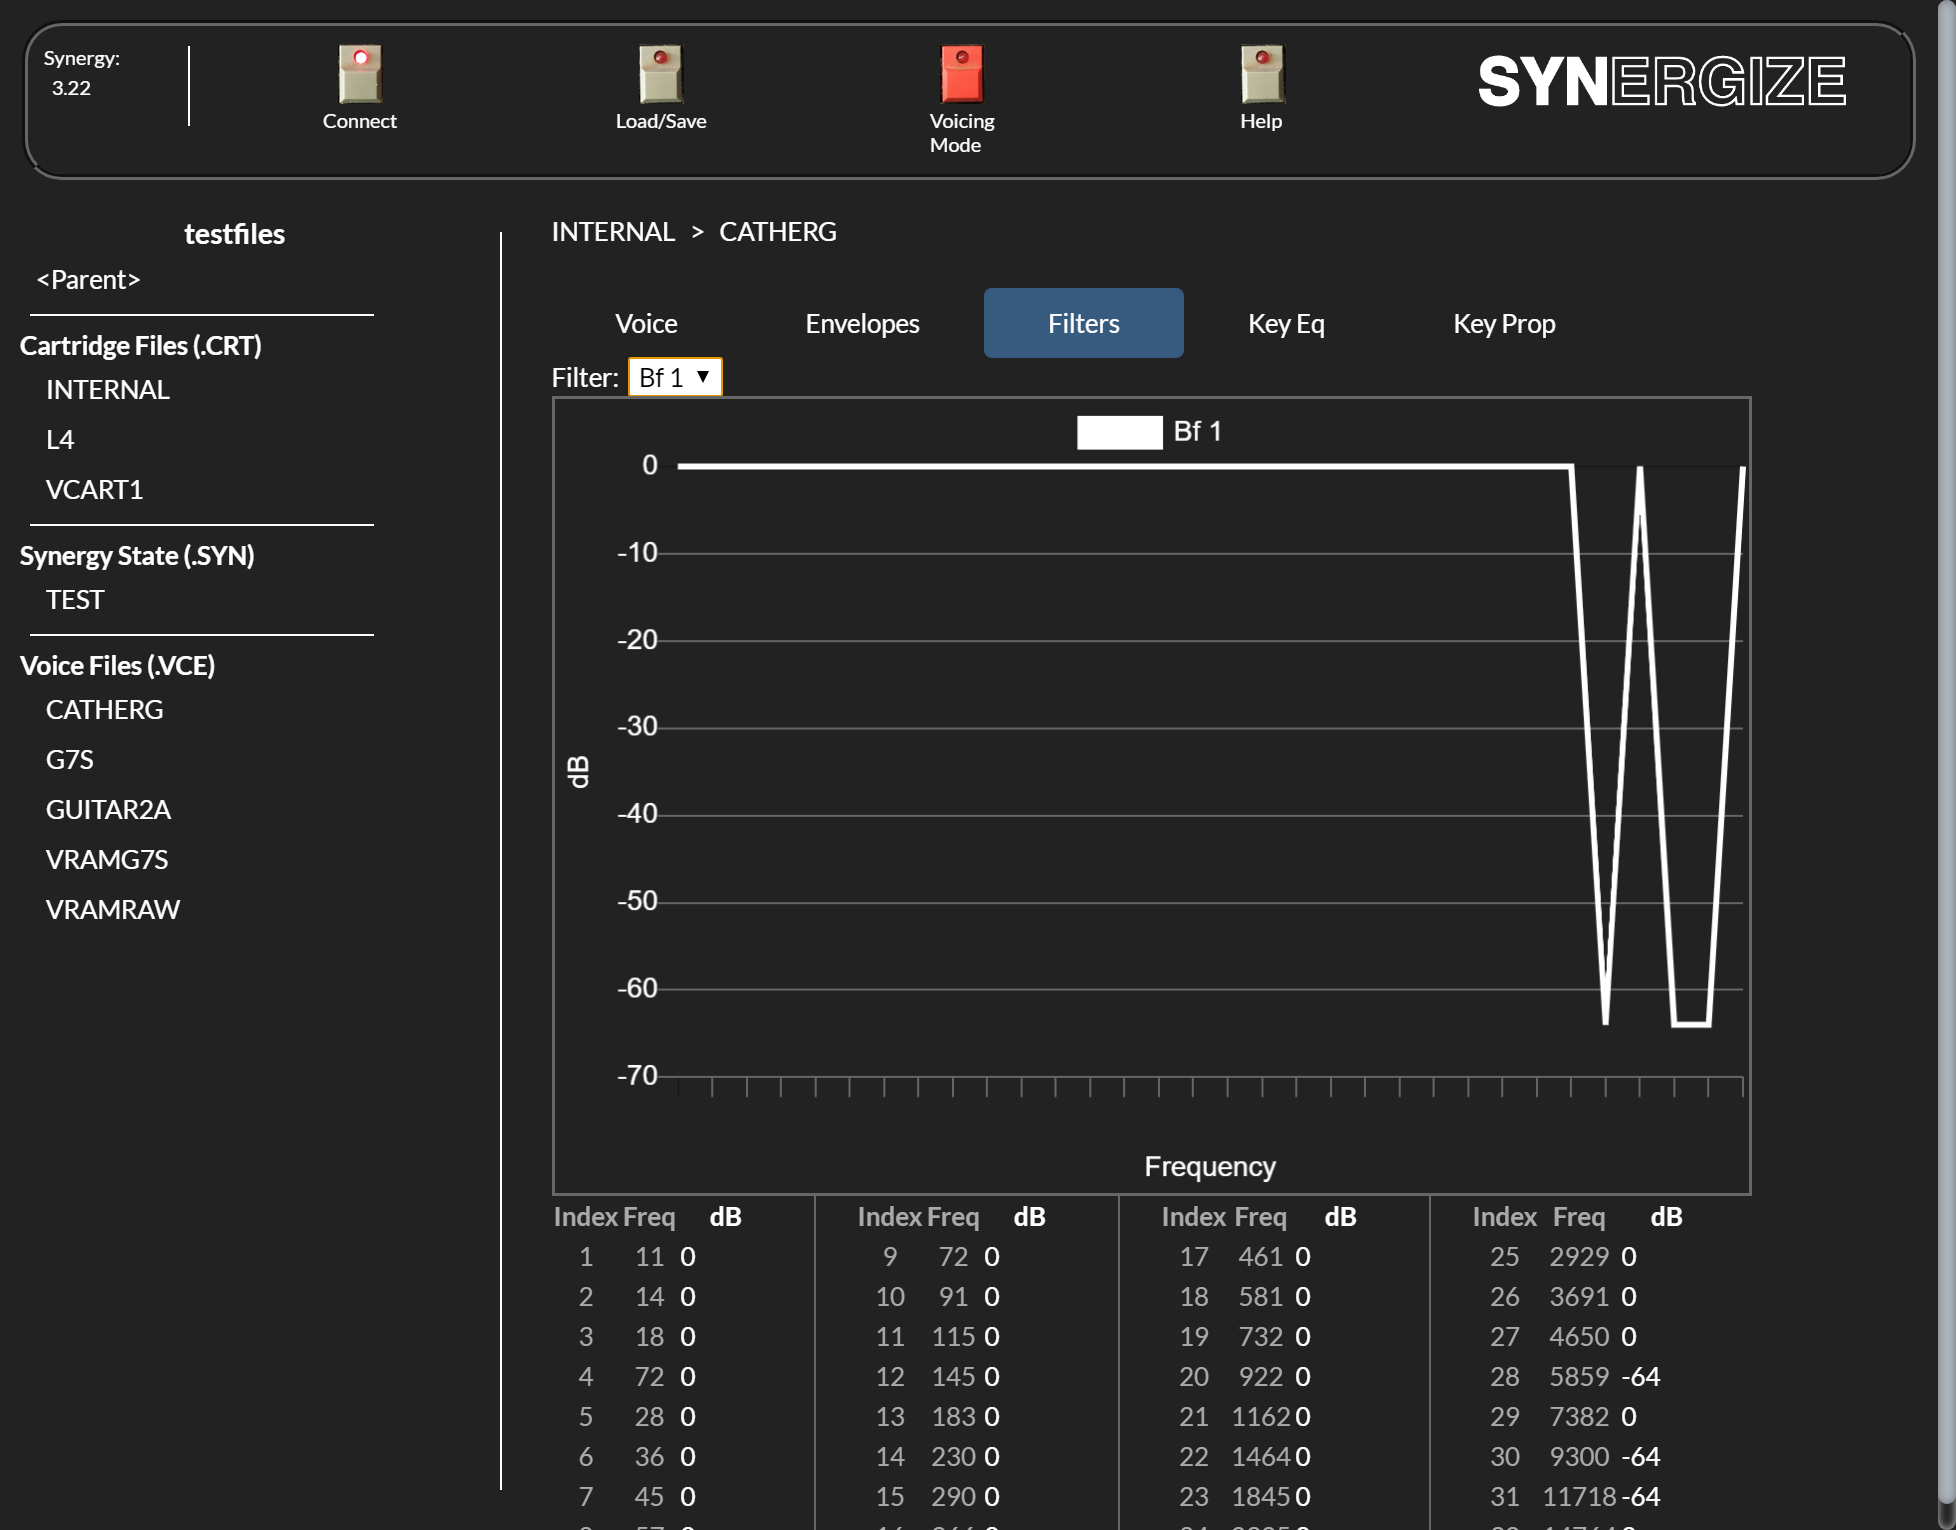 Synergy:
3.22
Connect
Load/Save
Voicing
Mode
Help
SYNERGIZE
testfiles
<Parent>
Cartridge Files (.CRT)
INTERNAL
L4
VCART1
Synergy State (.SYN)
TEST
Voice Files (.VCE)
CATHERG
G7S
GUITAR2A
VRAMG7S
VRAMRAW
INTERNAL > CATHERG
Voice Envelopes Filters Key Eq Key Prop
Filter: Bf 1 ▼
Bf 1
0
-10
-20
-30
-40
-50
-60
-70
dB
Frequency
Index Freq dB Index Freq dB Index Freq dB Index Freq dB
1 11 0 9 72 0 17 461 0 25 2929 0
2 14 0 10 91 0 18 581 0 26 3691 0
3 18 0 11 115 0 19 732 0 27 4650 0
4 72 0 12 145 0 20 922 0 28 5859 -64
5 28 0 13 183 0 21 1162 0 29 7382 0
6 36 0 14 230 0 22 1464 0 30 9300 -64
7 45 0 15 290 0 23 1845 0 31 11718 -64